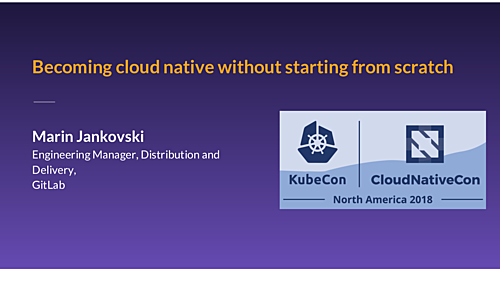 Becoming cloud native without starting from scratch
Marin Jankovski
Engineering Manager, Distribution and
Delivery,
GitLab
KubeCon
CloudNativeCon
North America 2018